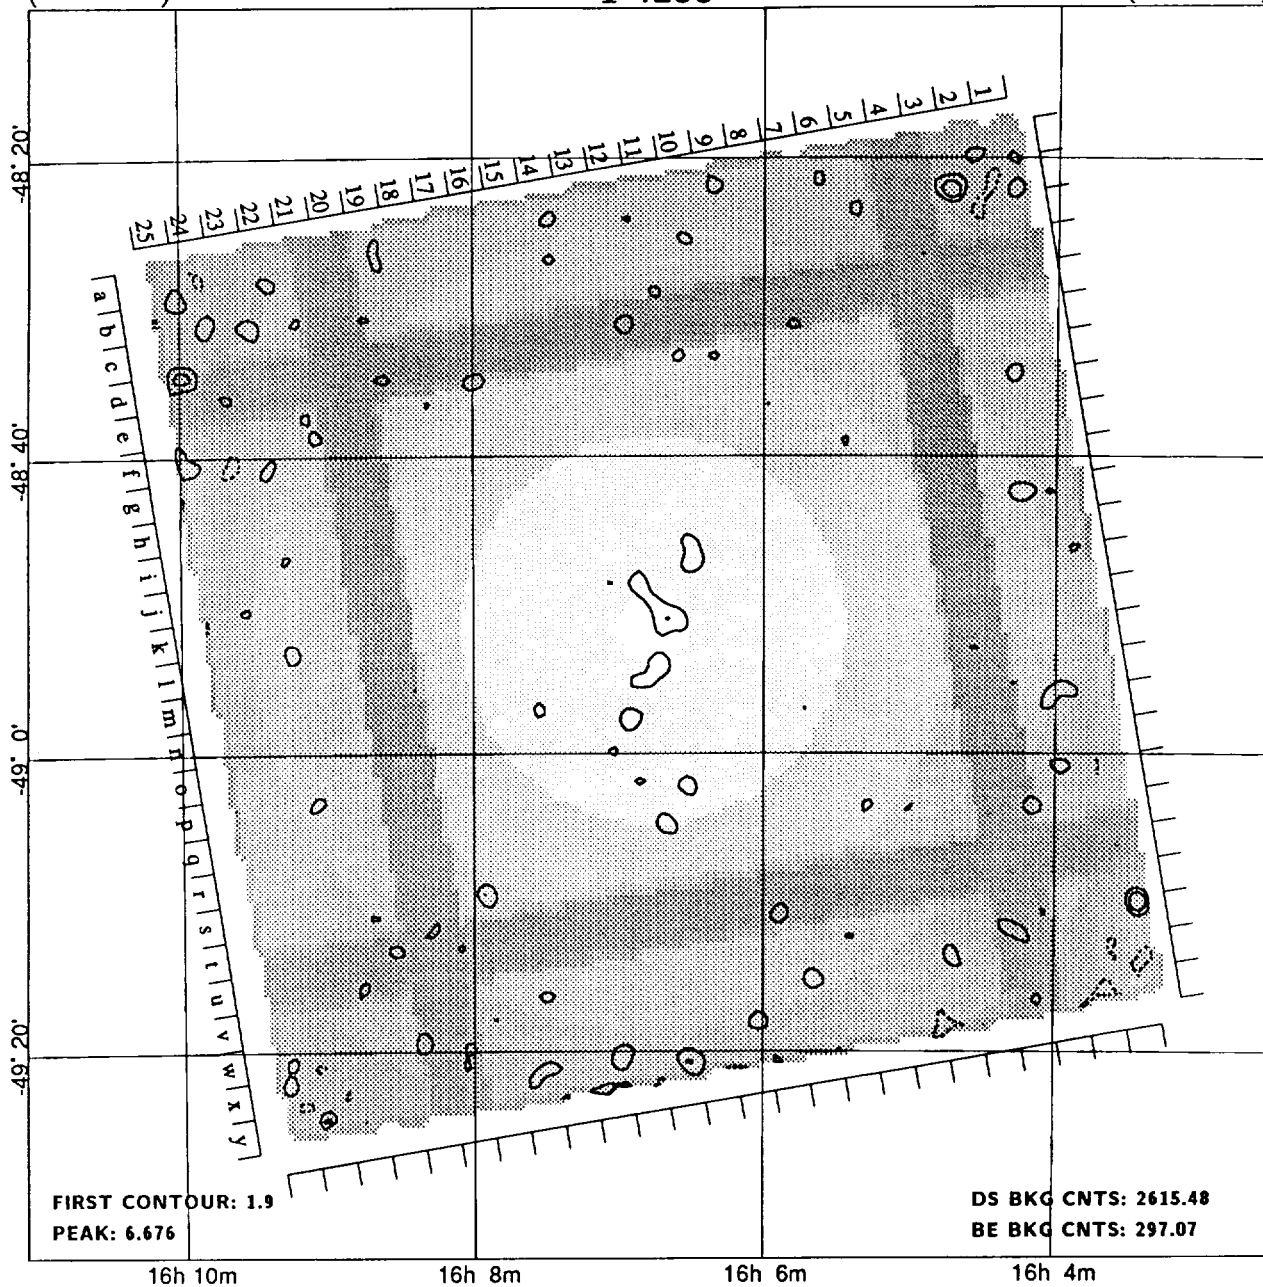 1 2 3 4 5 6 7 8 9 10 11 12 13 14 15 16 17 18 19 20 21 22 23 24 25
a b c d e f g h i j k l m n o p q r s t u v w x y
-48° 20'
-48° 40'
-49° 0'
-49° 20'
FIRST CONTOUR: 1.9
PEAK: 6.676
DS BKG CNTS: 2615.48
BE BKG CNTS: 297.07
16h 10m 16h 8m 16h 6m 16h 4m